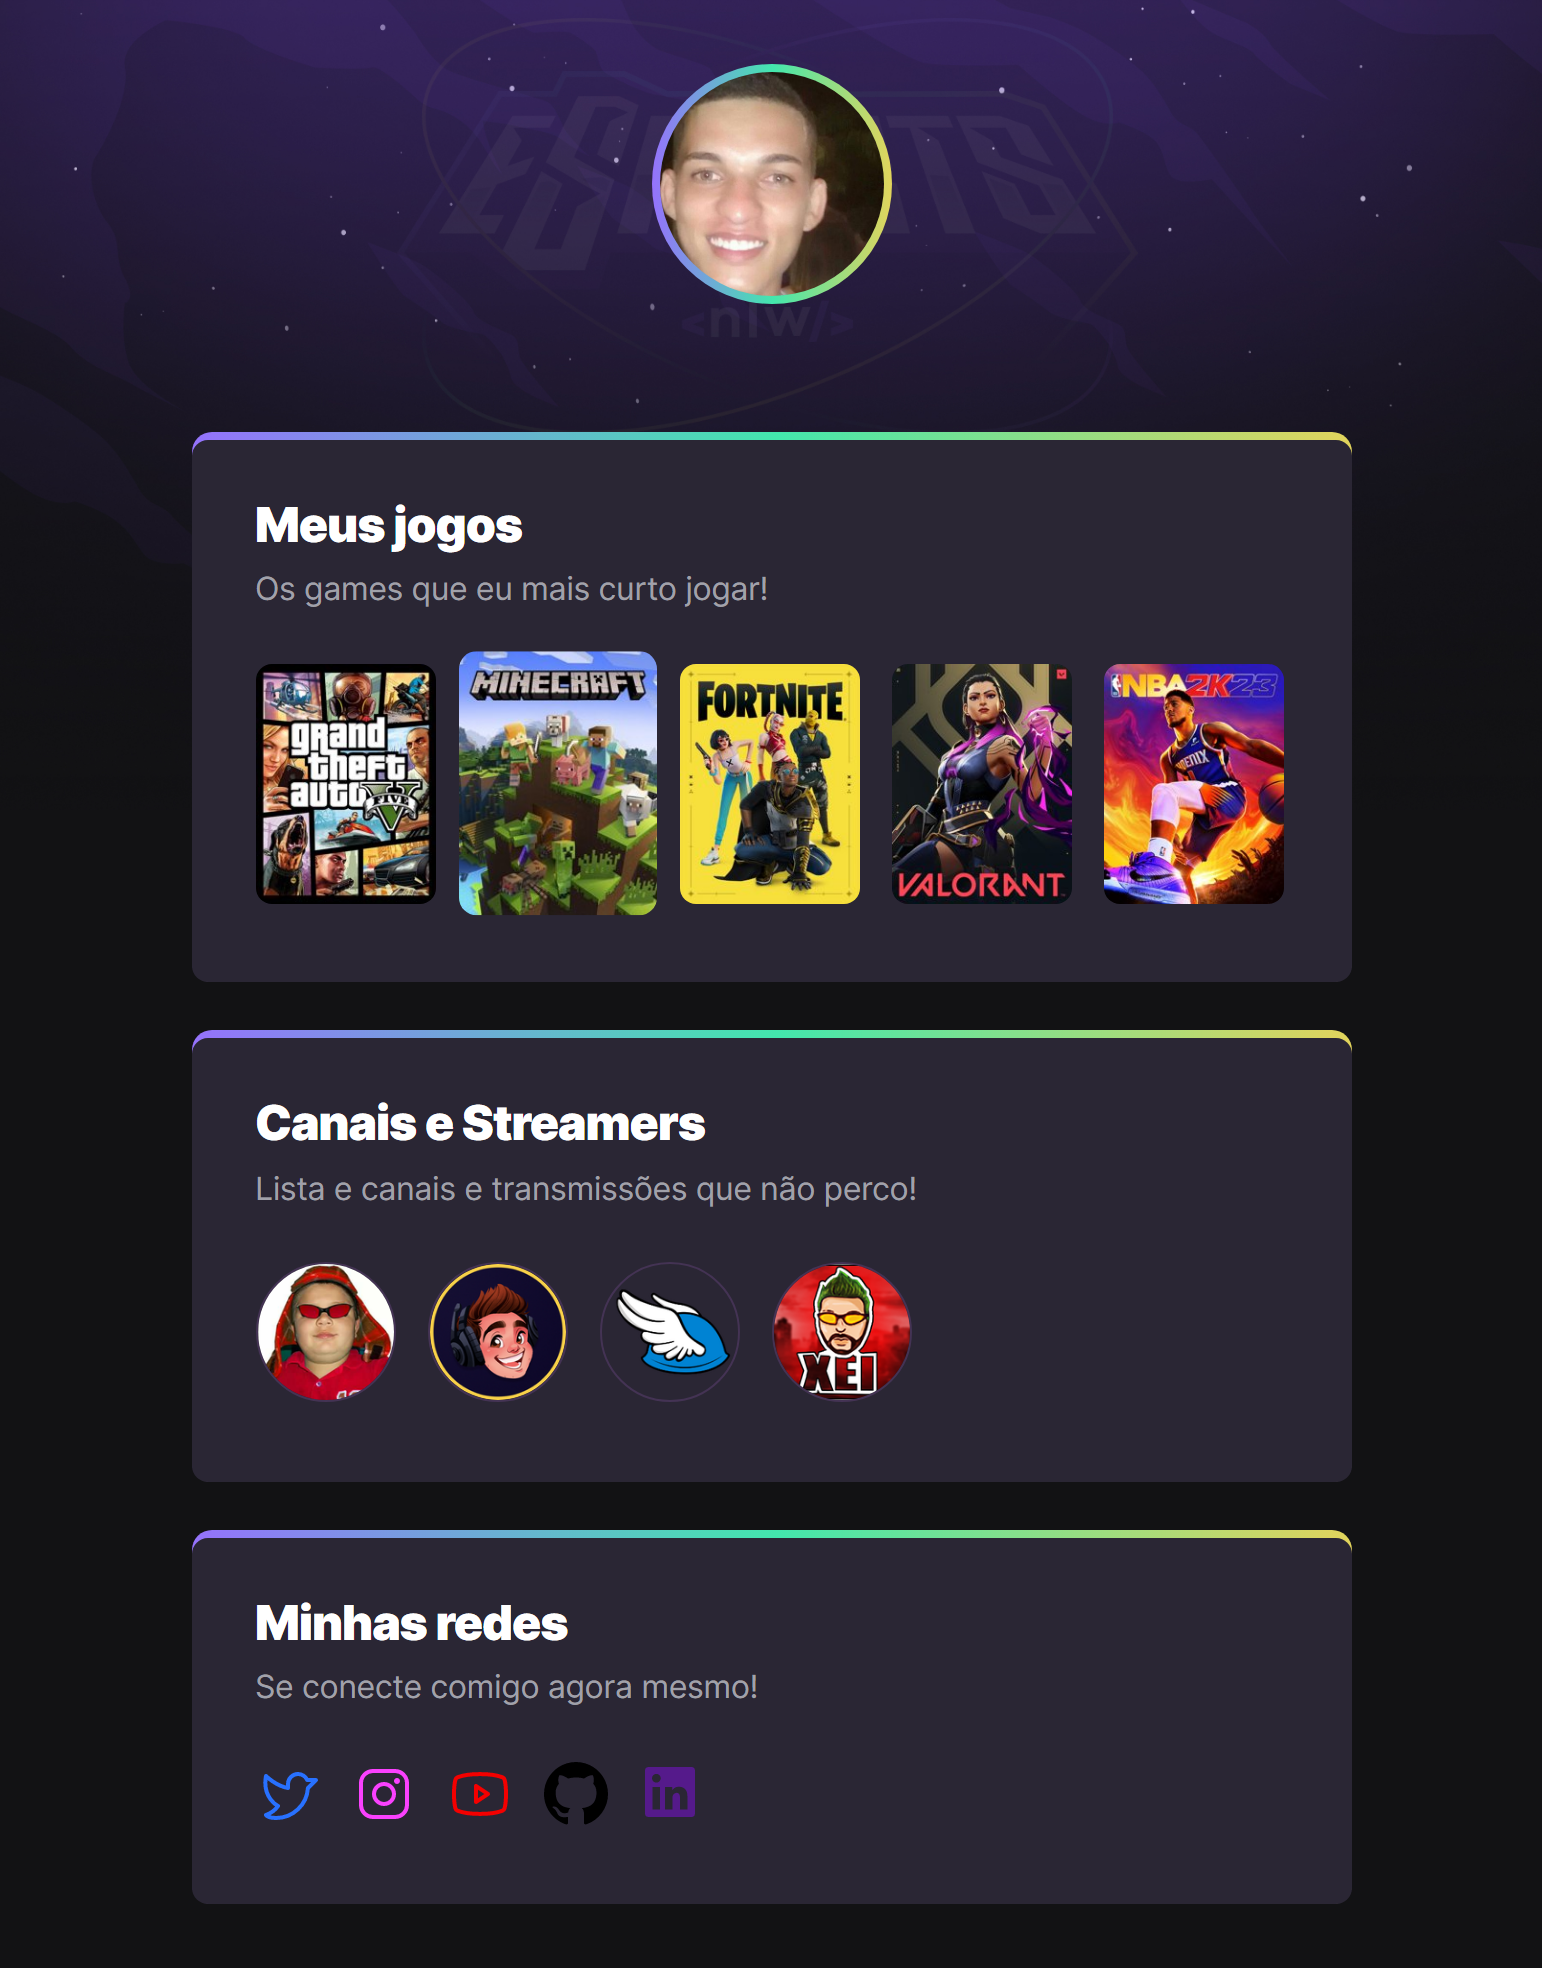 ESPORTS
<nlw/>
Meus jogos
Os games que eu mais curto jogar!
grand
theft
auto
FIVE
MINECRAFT
FORTNITE
VALORANT
NBA 2K23
PHOENIX
Canais e Streamers
Lista e canais e transmissões que não perco!
XEI
Minhas redes
Se conecte comigo agora mesmo!
in